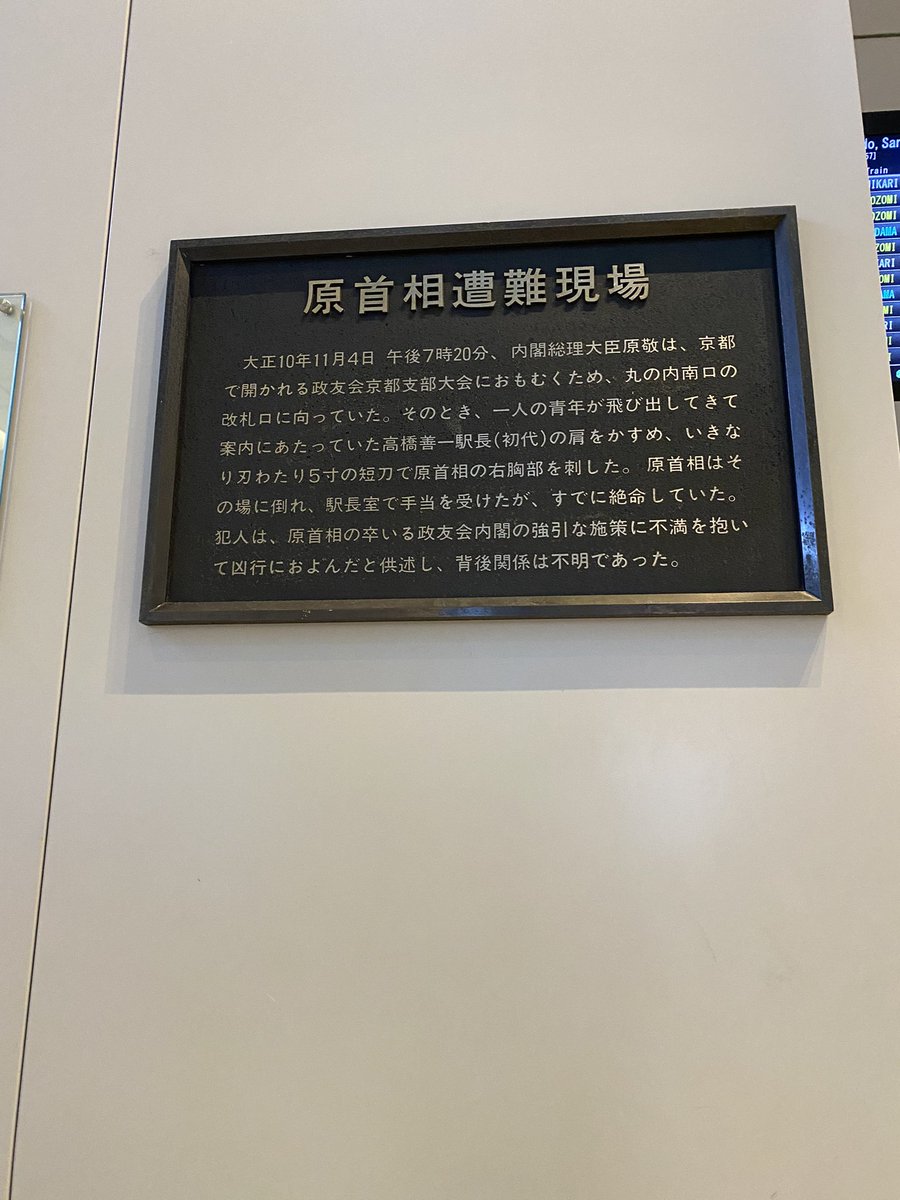 原首相遭難現場
大正10年11月4日 午後7時20分、内閣総理大臣原敬は、京都
で開かれる政友会京都支部大会におもむくため、丸の内南口の
改札口に向っていた。そのとき、一人の青年が飛び出してきて
案内にあたっていた高橋善一駅長(初代)の肩をかすめ、いきな
り刃わたり5寸の短刀で原首相の右胸部を刺した。原首相はそ
の場に倒れ、駅長室で手当を受けたが、すでに絶命していた。
犯人は、原首相の卒いる政友会内閣の強引な施策に不満を抱い
て凶行におよんだと供述し、背後関係は不明であった。
Train